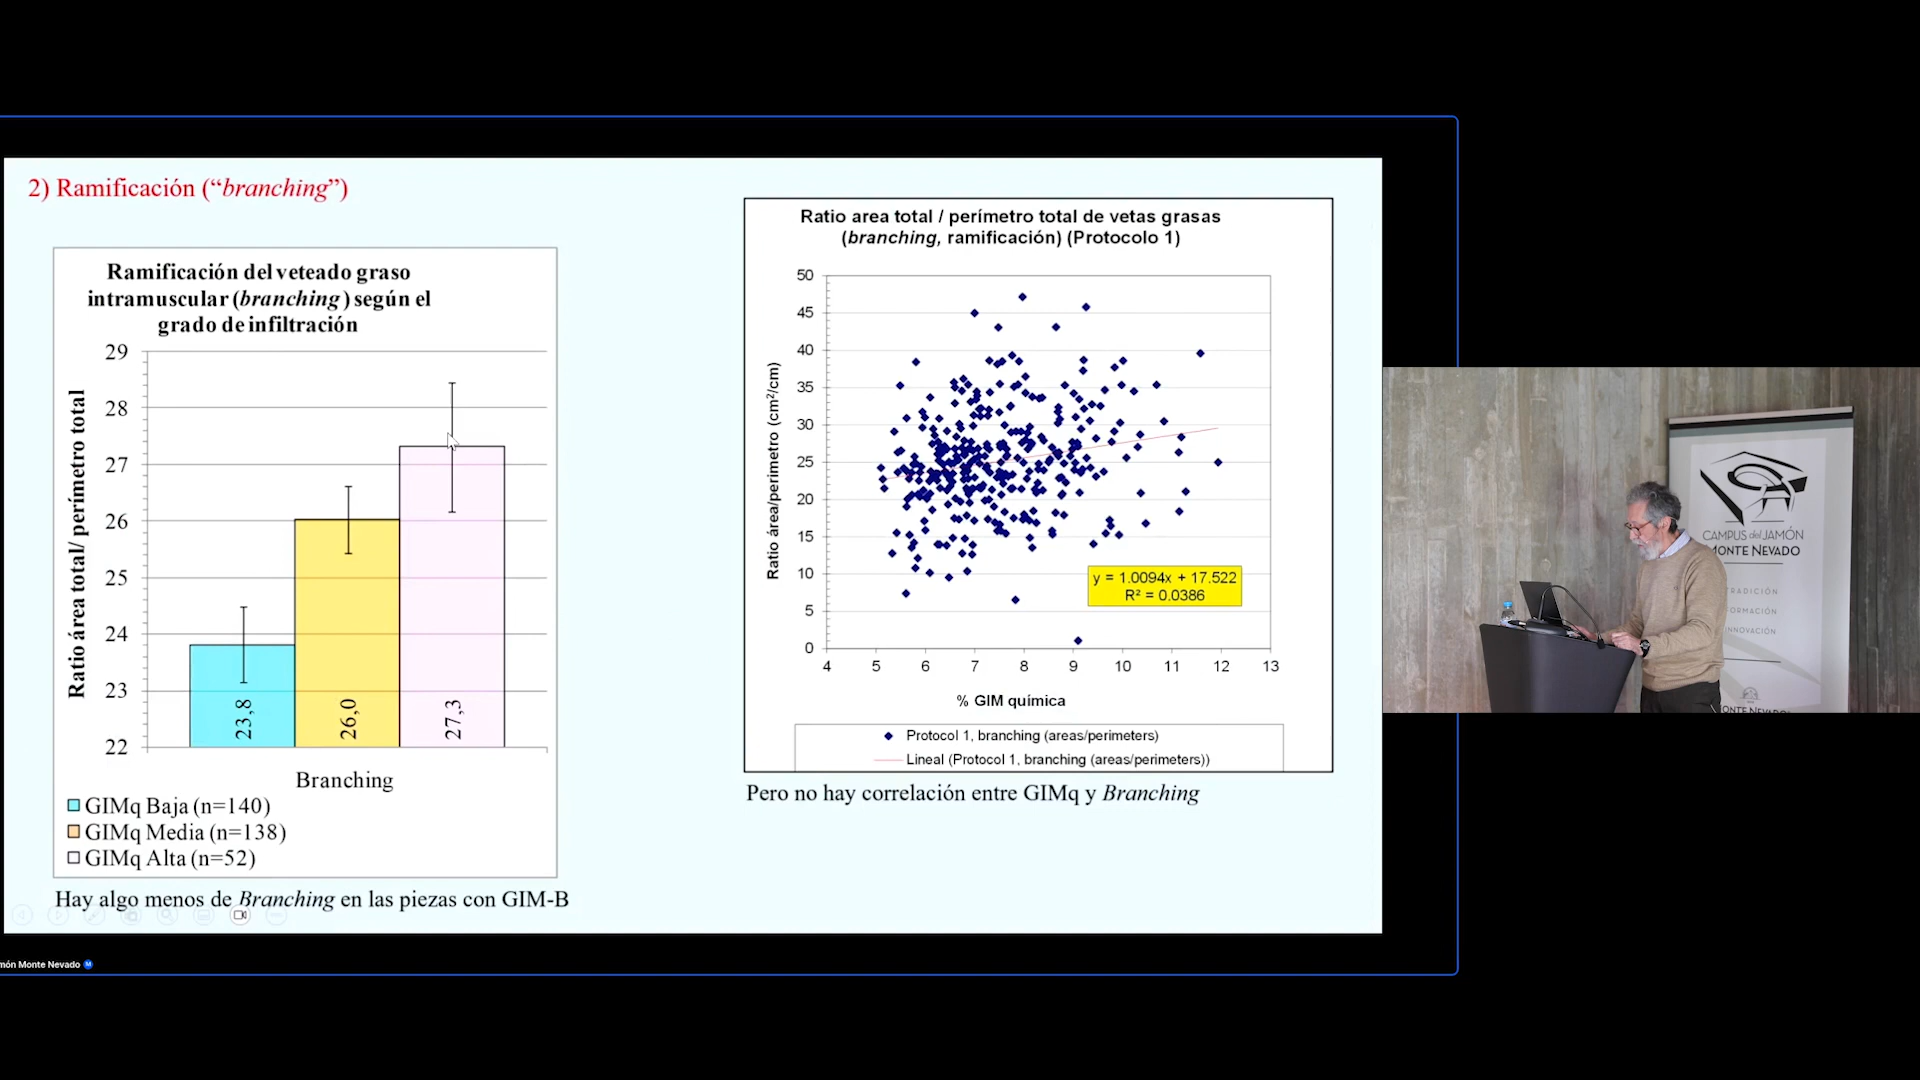 2) Ramificación (“branching”)
Ramificación del veteado graso
intramuscular (branching) según el
grado de infiltración
Ratio área total/ perímetro total
29
28
27
26
25
24
23
22
23,8
26,0
27,3
Branching
GIMq Baja (n=140)
GIMq Media (n=138)
GIMq Alta (n=52)
Hay algo menos de Branching en las piezas con GIM-B
Ratio area total / perímetro total de vetas grasas
(branching, ramificación) (Protocolo 1)
Ratio área/perimetro (cm²/cm)
50
45
40
35
30
25
20
15
10
5
0
4 5 6 7 8 9 10 11 12 13
y = 1.0094x + 17.522
R² = 0.0386
% GIM química
Protocol 1, branching (areas/perimeters)
Lineal (Protocol 1, branching (areas/perimeters))
Pero no hay correlación entre GIMq y Branching
CAMPUS del JAMÓN
MONTE NEVADO
RADICIÓN
ORMACIÓN
NNOVACIÓN
ONTE NEVADO
món Monte Nevado
M